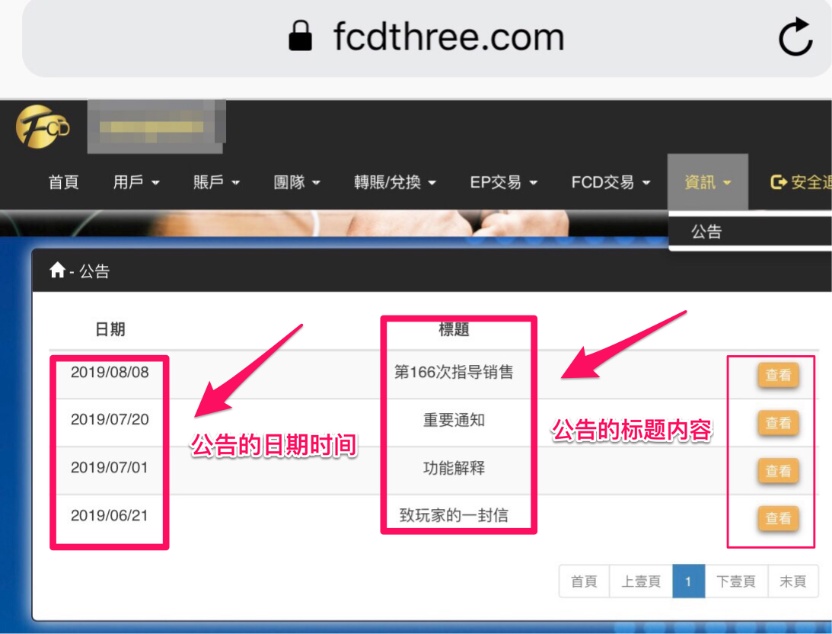 fcdthree.com
FCD
首頁 用戶 賬戶 團隊 轉賬/兌換 EP交易 FCD交易 資訊 安全退
公告
- 公告
日期 標題
2019/08/08 第166次指导销售 查看
2019/07/20 重要通知 查看
公告的日期时间 公告的标题内容
2019/07/01 功能解释 查看
2019/06/21 致玩家的一封信 查看
首頁 上壹頁 1 下壹頁 末頁